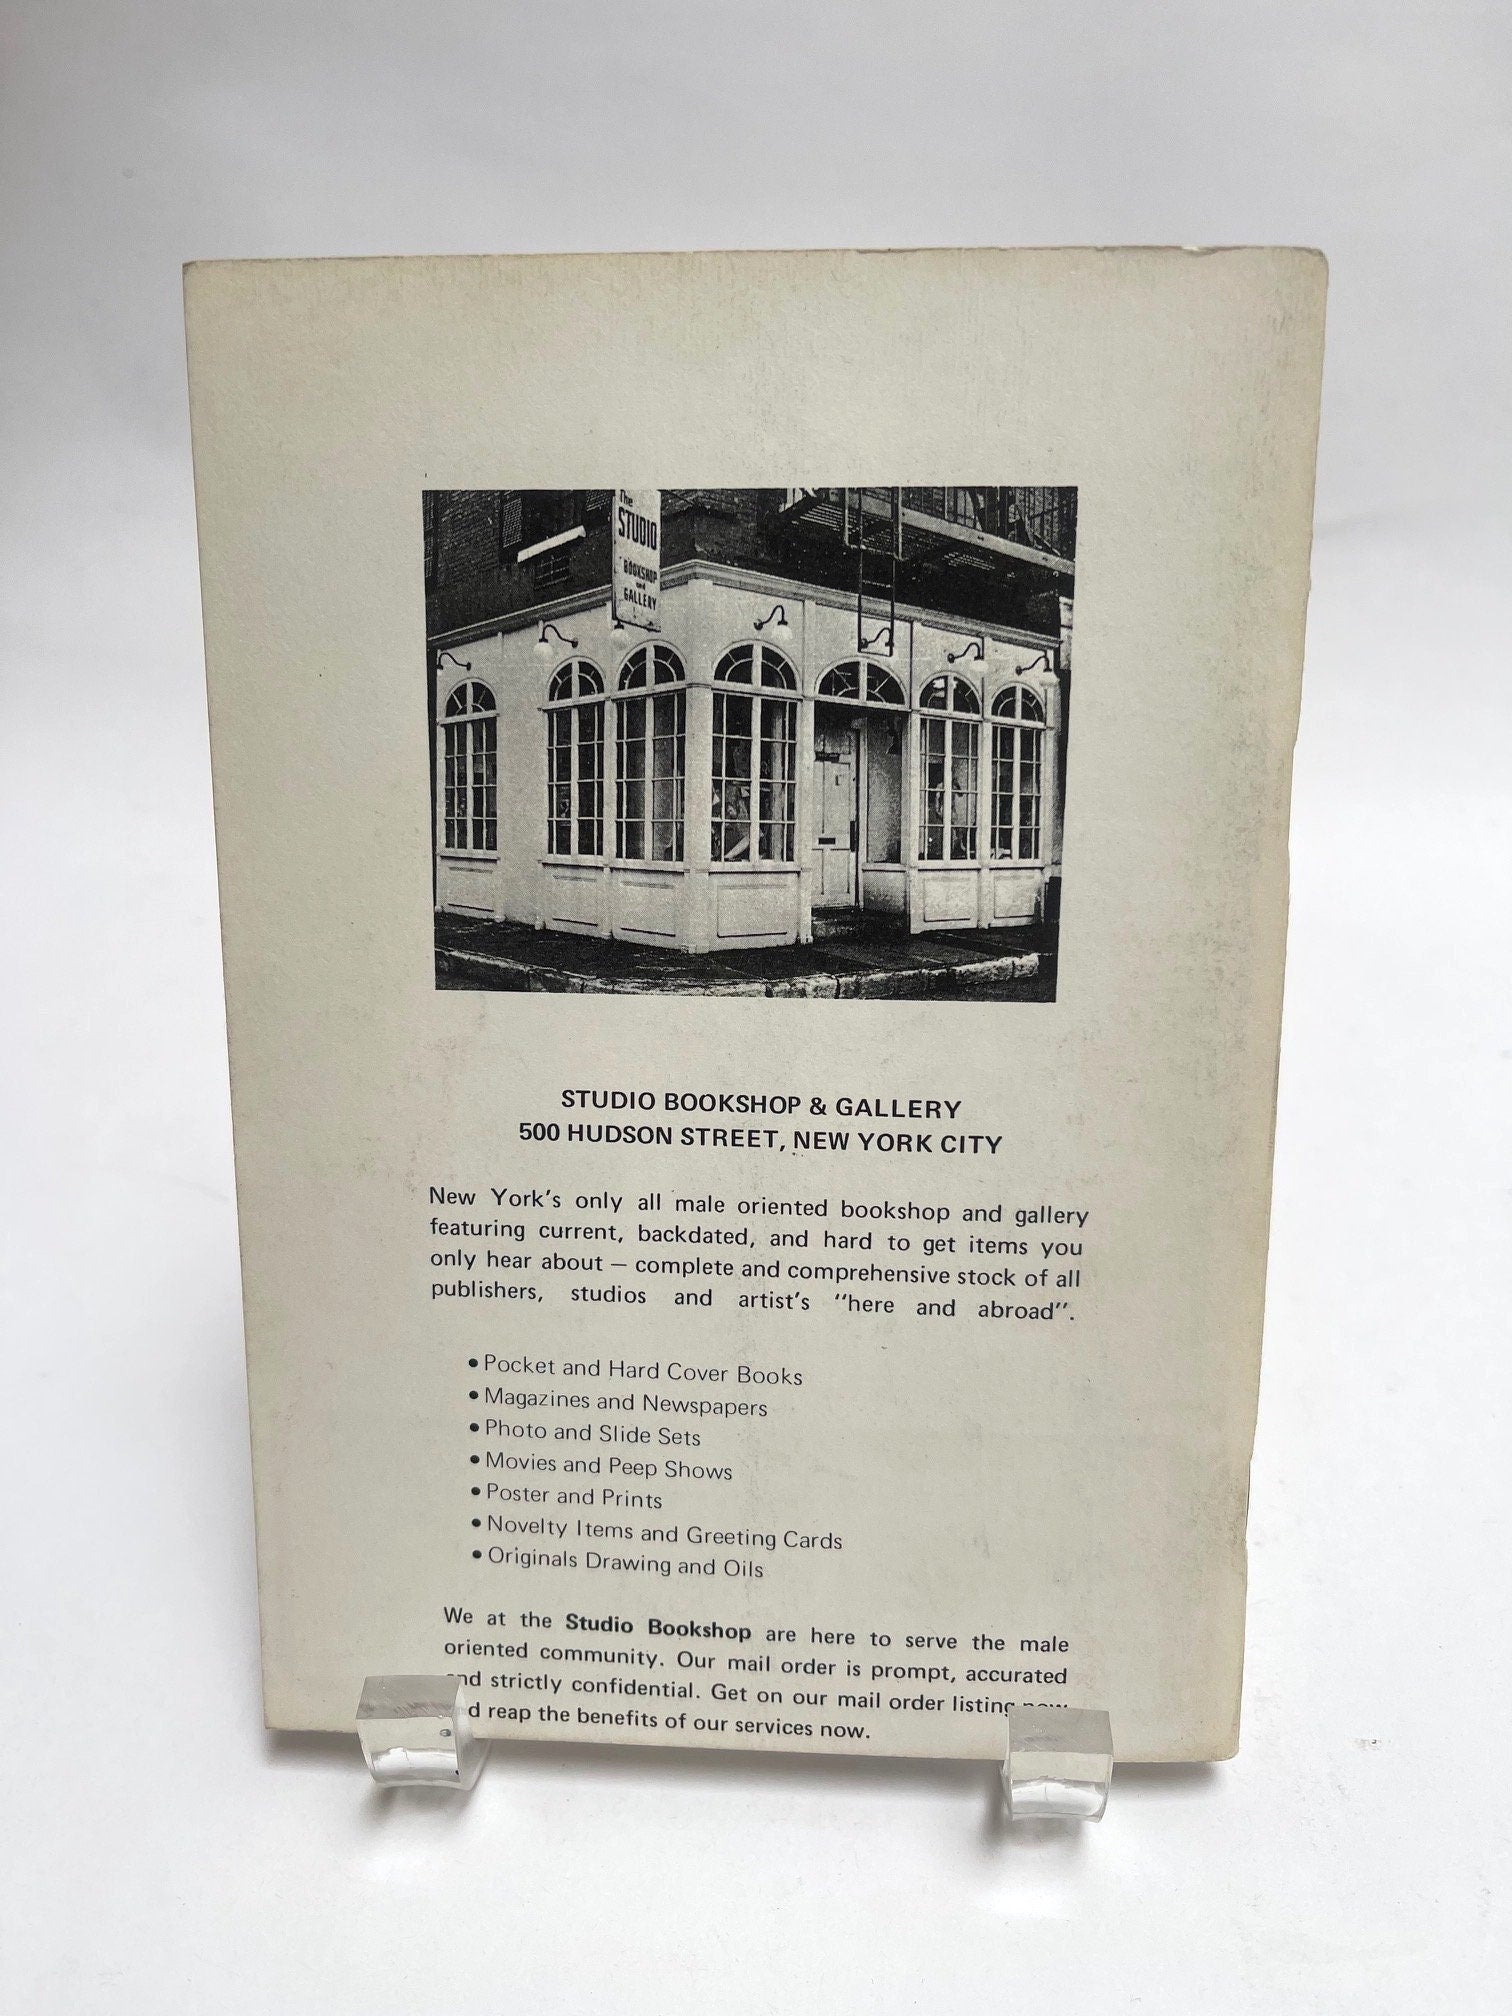 The
STUDIO
BOOKSHOP
and
GALLERY
STUDIO BOOKSHOP & GALLERY
500 HUDSON STREET, NEW YORK CITY
New York's only all male oriented bookshop and gallery
featuring current, backdated, and hard to get items you
only hear about — complete and comprehensive stock of all
publishers, studios and artist's "here and abroad".
• Pocket and Hard Cover Books
• Magazines and Newspapers
• Photo and Slide Sets
• Movies and Peep Shows
• Poster and Prints
• Novelty Items and Greeting Cards
• Originals Drawing and Oils
We at the Studio Bookshop are here to serve the male
oriented community. Our mail order is prompt, accurated
and strictly confidential. Get on our mail order listing now
and reap the benefits of our services now.